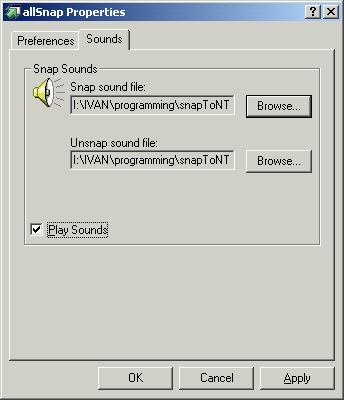 allSnap Properties
Preferences
Sounds
Snap Sounds
Snap sound file:
I:\IVAN\programming\snapToNT
Browse...
Unsnap sound file:
I:\IVAN\programming\snapToNT
Browse...
Play Sounds
OK
Cancel
Apply